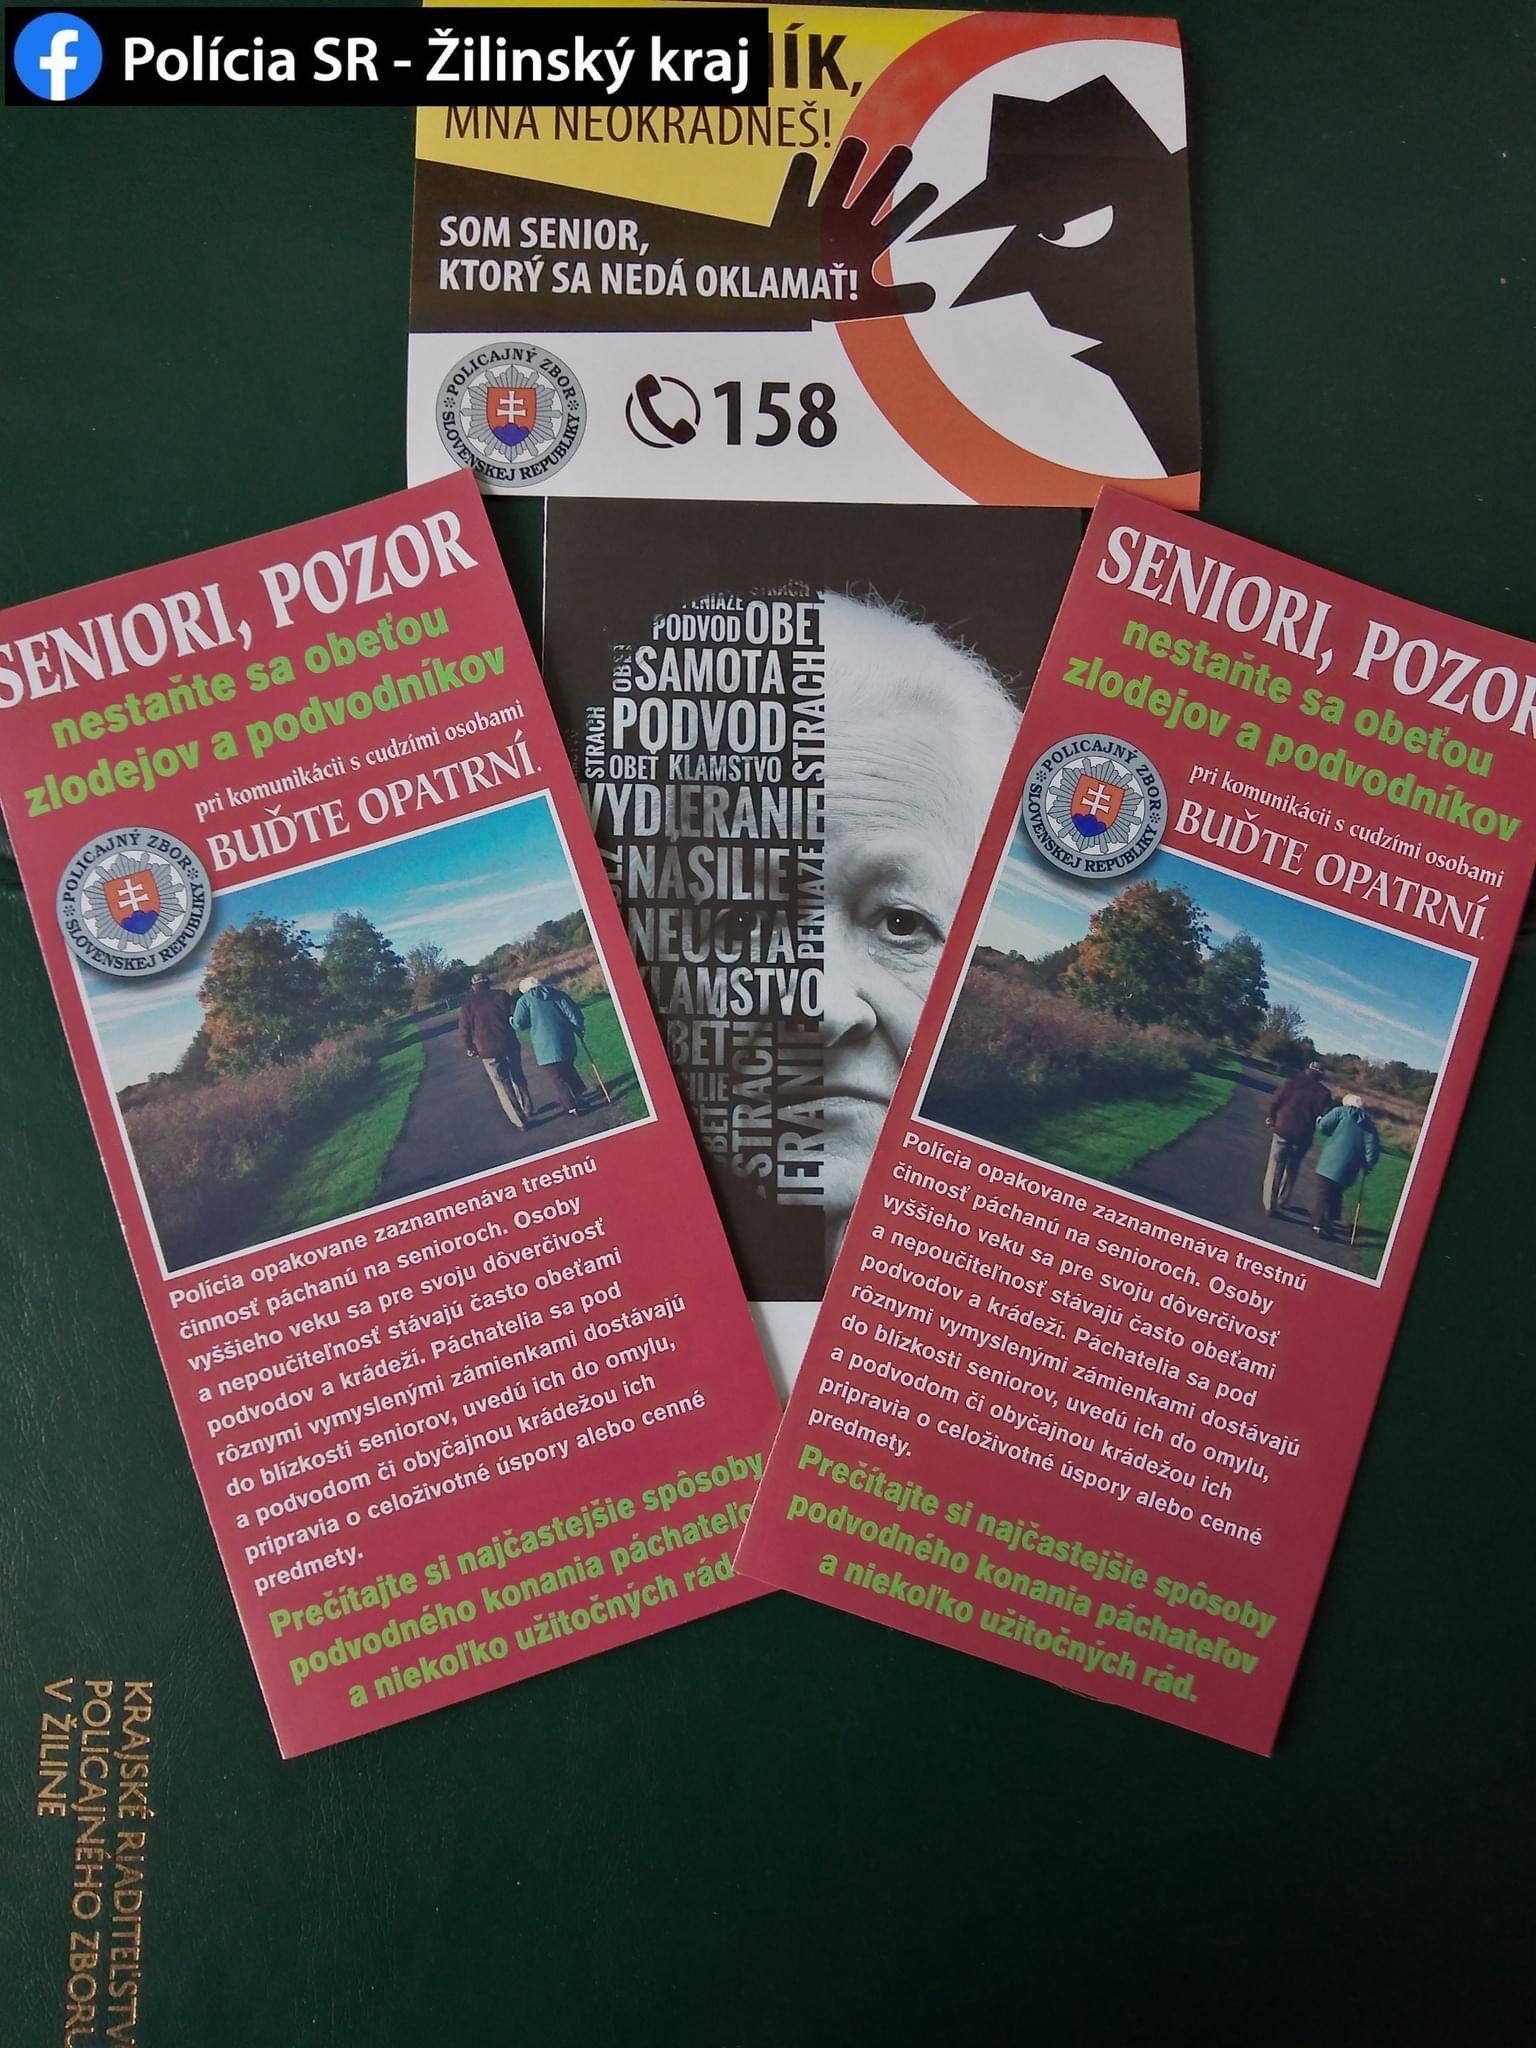 Polícia SR - Žilinský kraj
MŇA NEOKRADNEŠ!
SOM SENIOR,
KTORÝ SA NEDÁ OKLAMAŤ!
POLICAJNÝ ZBOR
SLOVENSKEJ REPUBLIKY
158
SENIORI, POZOR
nestaňte sa obeťou
zlodejov a podvodníkov
pri komunikácii s cudzími osobami
BUĎTE OPATRNÍ.
POLICAJNÝ ZBOR
SLOVENSKEJ REPUBLIKY
Polícia opakovane zaznamenáva trestnú
činnosť páchanú na senioroch. Osoby
vyššieho veku sa pre svoju dôverčivosť
a nepoučiteľnosť stávajú často obeťami
podvodov a krádeží. Páchatelia sa pod
rôznymi vymyslenými zámienkami dostávajú
do blízkosti seniorov, uvedú ich do omylu,
a podvodom či obyčajnou krádežou ich
pripravia o celoživotné úspory alebo cenné
predmety.
Prečítajte si najčastejšie spôsoby
podvodného konania
a niekoľko užitočných rád
STRACH
PENIAZE
PODVOD OBET
SAMOTA
OBET
STRACH
PODVOD
STRACH
OBET KLAMSTVO
VYDIERANIE
NÁSILIE
PENIAZE
NEÚCTA
KLAMSTVO
OBET
STRACH
OBET
SENIORI, POZOR
nestaňte sa obeťou
zlodejov a podvodníkov
pri komunikácii s cudzími osobami
BUĎTE OPATRNÍ.
POLICAJNÝ ZBOR
SLOVENSKEJ REPUBLIKY
Polícia opakovane zaznamenáva trestnú
činnosť páchanú na senioroch. Osoby
vyššieho veku sa pre svoju dôverčivosť
a nepoučiteľnosť stávajú často obeťami
podvodov a krádeží. Páchatelia sa pod
rôznymi vymyslenými zámienkami dostávajú
do blízkosti seniorov, uvedú ich do omylu,
a podvodom či obyčajnou krádežou ich
pripravia o celoživotné úspory alebo cenné
predmety.
Prečítajte si najčastejšie spôsoby
podvodného konania páchateľov
a niekoľko užitočných rád.
KRAJSKÉ RIADITEĽSTV
POLICAJNÉHO ZBORU
V ŽILINE